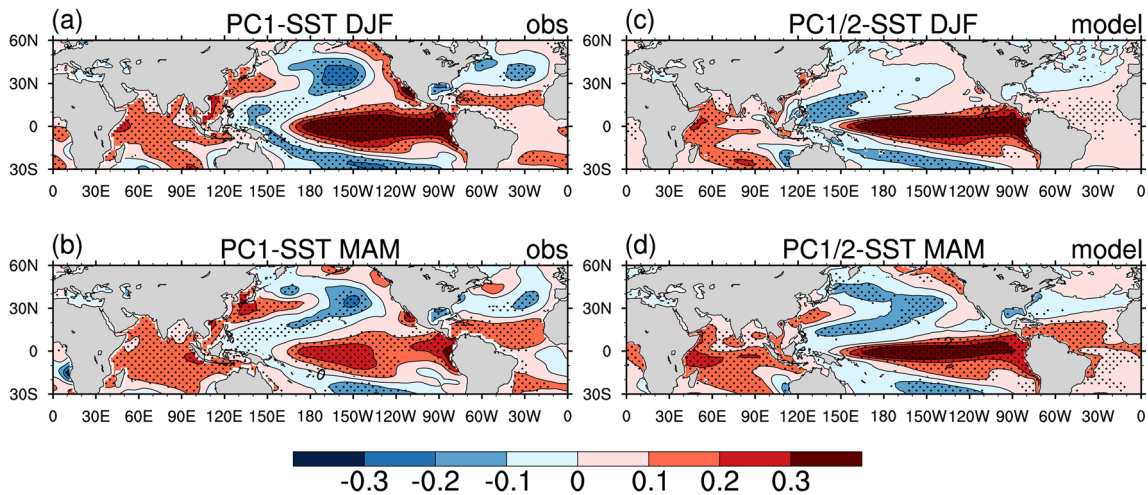 (a) PC1-SST DJF obs
60N
30N
0
30S
0 30E 60E 90E 120E 150E 180 150W 120W 90W 60W 30W 0
(c) PC1/2-SST DJF model
60N
30N
0
30S
0 30E 60E 90E 120E 150E 180 150W 120W 90W 60W 30W 0
(b) PC1-SST MAM obs
60N
30N
0
30S
0 30E 60E 90E 120E 150E 180 150W 120W 90W 60W 30W 0
(d) PC1/2-SST MAM model
60N
30N
0
30S
0 30E 60E 90E 120E 150E 180 150W 120W 90W 60W 30W 0
-0.3 -0.2 -0.1 0 0.1 0.2 0.3